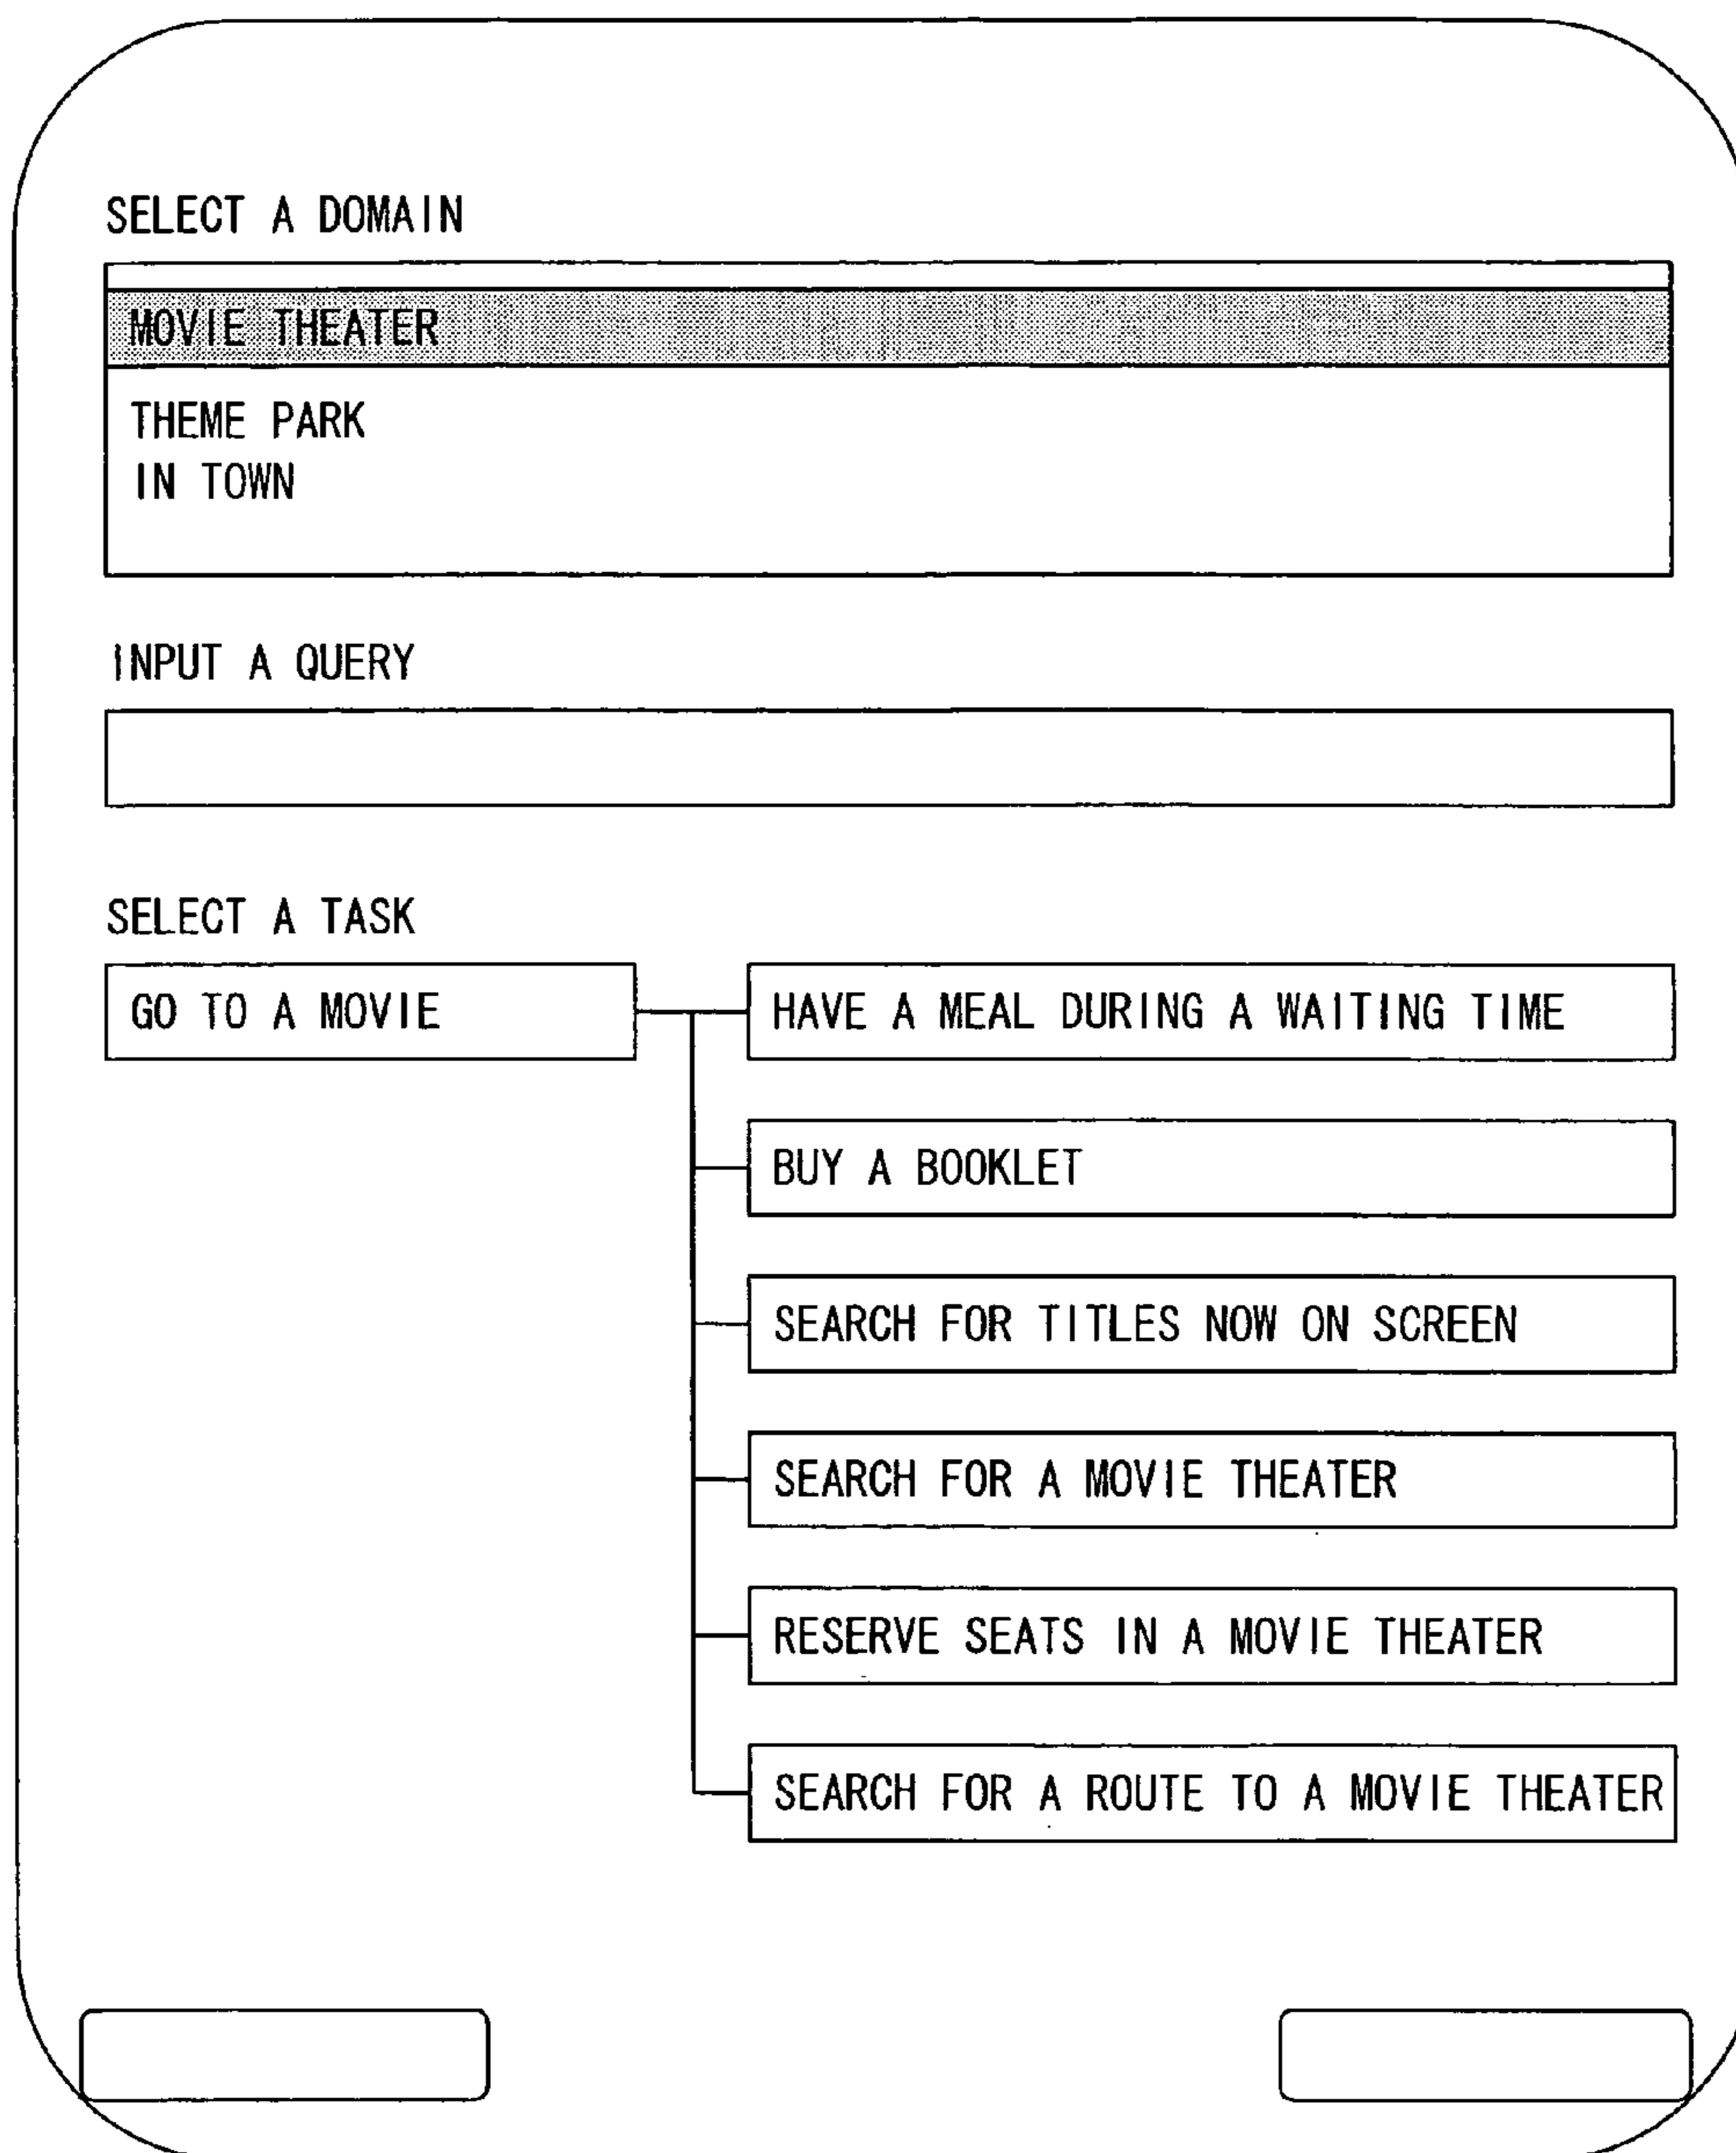 SELECT A DOMAIN
MOVIE THEATER
THEME PARK
IN TOWN
INPUT A QUERY
SELECT A TASK
GO TO A MOVIE
HAVE A MEAL DURING A WAITING TIME
BUY A BOOKLET
SEARCH FOR TITLES NOW ON SCREEN
SEARCH FOR A MOVIE THEATER
RESERVE SEATS IN A MOVIE THEATER
SEARCH FOR A ROUTE TO A MOVIE THEATER